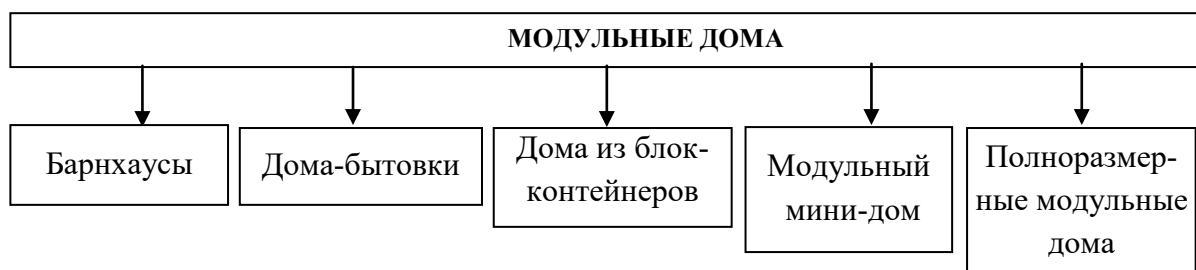 МОДУЛЬНЫЕ ДОМА
Барнхаусы
Дома-бытовки
Дома из блок-
контейнеров
Модульный
мини-дом
Полноразмер-
ные модульные
дома